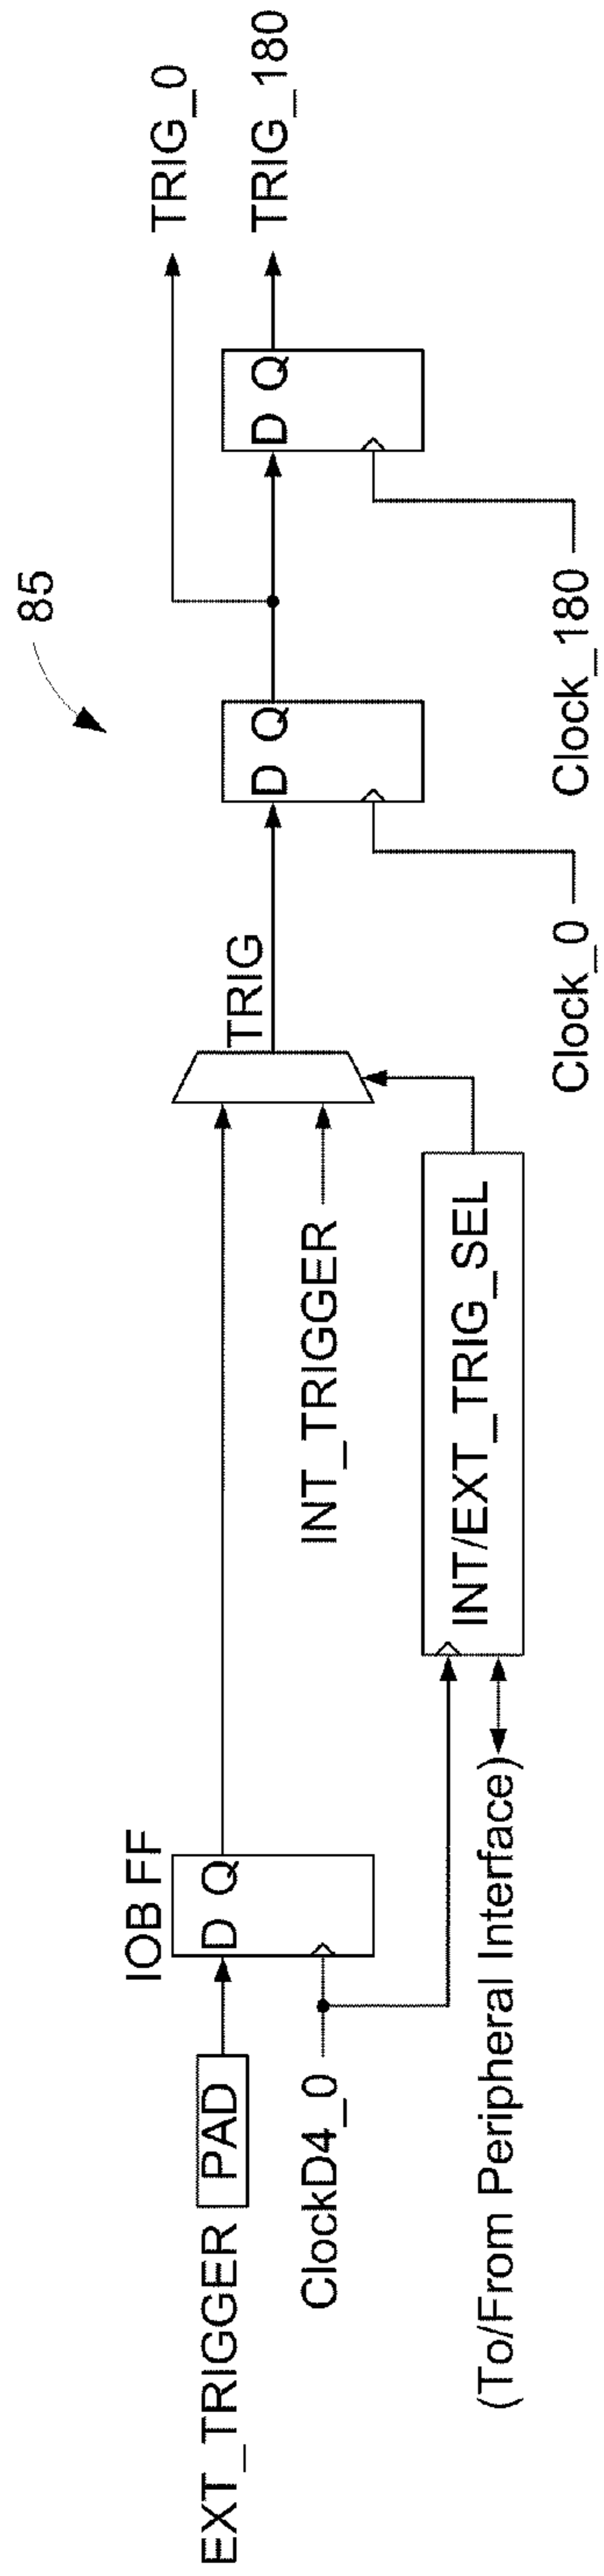 85
EXT_TRIGGER
PAD
IOB FF
D Q
ClockD4_0
(To/From Peripheral Interface)
INT/EXT_TRIG_SEL
INT_TRIGGER
TRIG
D Q
Clock_0
D Q
Clock_180
TRIG_0
TRIG_180